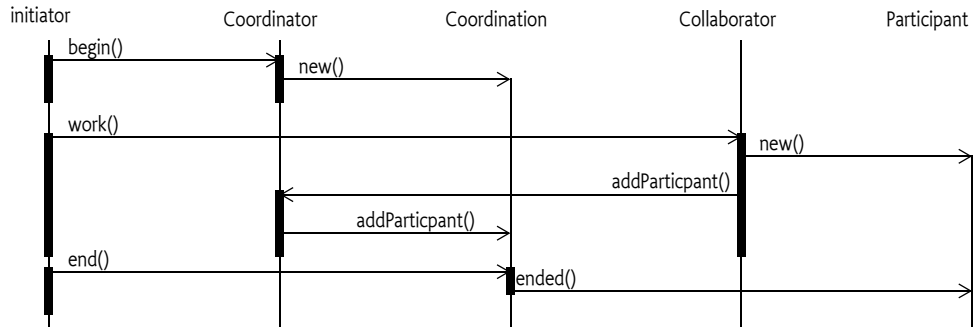 initiator
Coordinator
Coordination
Collaborator
Participant
begin()
new()
work()
new()
addParticpant()
addParticpant()
end()
ended()